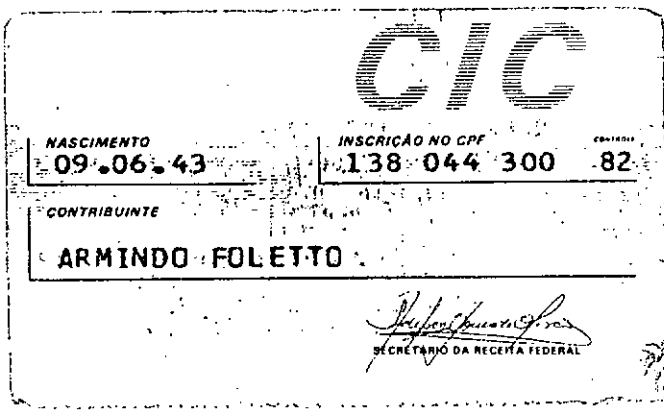 CIC
NASCIMENTO
09.06.43
INSCRIÇÃO NO CPF CONTROLE
138 044 300 82
CONTRIBUINTE
ARMINDO FOLETTO
SECRETÁRIO DA RECEITA FEDERAL